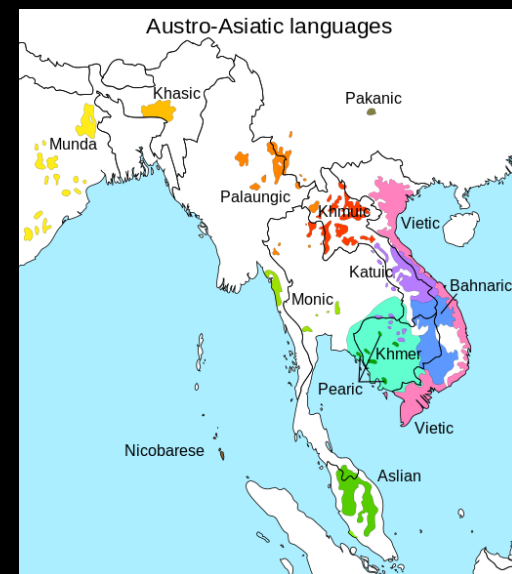 Austro-Asiatic languages
Khasic
Pakanic
Munda
Palaungic
Khmuic
Vietic
Katuic
Bahnaric
Monic
Khmer
Pearic
Vietic
Nicobarese
Aslian